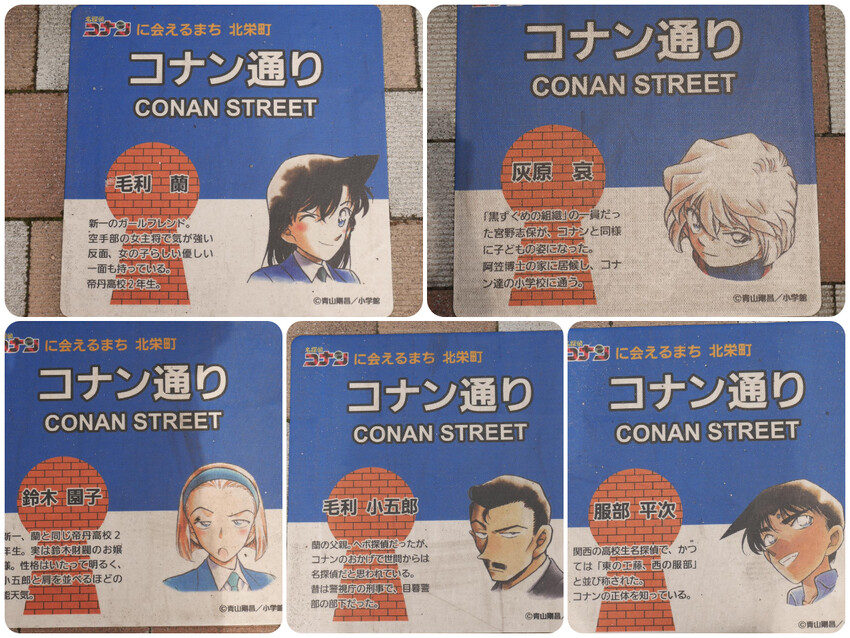 名探偵
コナン に会えるまち 北栄町
コナン通り
CONAN STREET
毛利 蘭
新一のガールフレンド。
空手部の女主将で気が強い
反面、女の子らしい優しい
一面も持っている。
帝丹高校2年生。
©青山剛昌／小学館
コナン通り
CONAN STREET
灰原 哀
「黒ずくめの組織」の一員だっ
た宮野志保が、コナンと同様
に子どもの姿になった。
阿笠博士の家に居候し、コナ
ン達の小学校に通う。
©青山剛昌／小学館
コナン に会えるまち 北栄町
コナン通り
CONAN STREET
鈴木 園子
新一、蘭と同じ帝丹高校2
年生。実は鈴木財閥のお嬢
様。性格はいたって明るく、
小五郎と肩を並べるほどの
能天気。
©青山剛昌／小学館
名探偵
コナン に会えるまち 北栄町
コナン通り
CONAN STREET
毛利 小五郎
蘭の父親。ヘボ探偵だったが、
コナンのおかげで世間からは
名探偵だと思われている。
昔は警視庁の刑事で、目暮警
部の部下だった。
©青山剛昌／小学館
名探偵
コナン に会えるまち 北栄町
コナン通り
CONAN STREET
服部 平次
関西の高校生名探偵で、かつ
ては「東の工藤、西の服部」
と並び称された。
コナンの正体を知っている。
©青山剛昌／